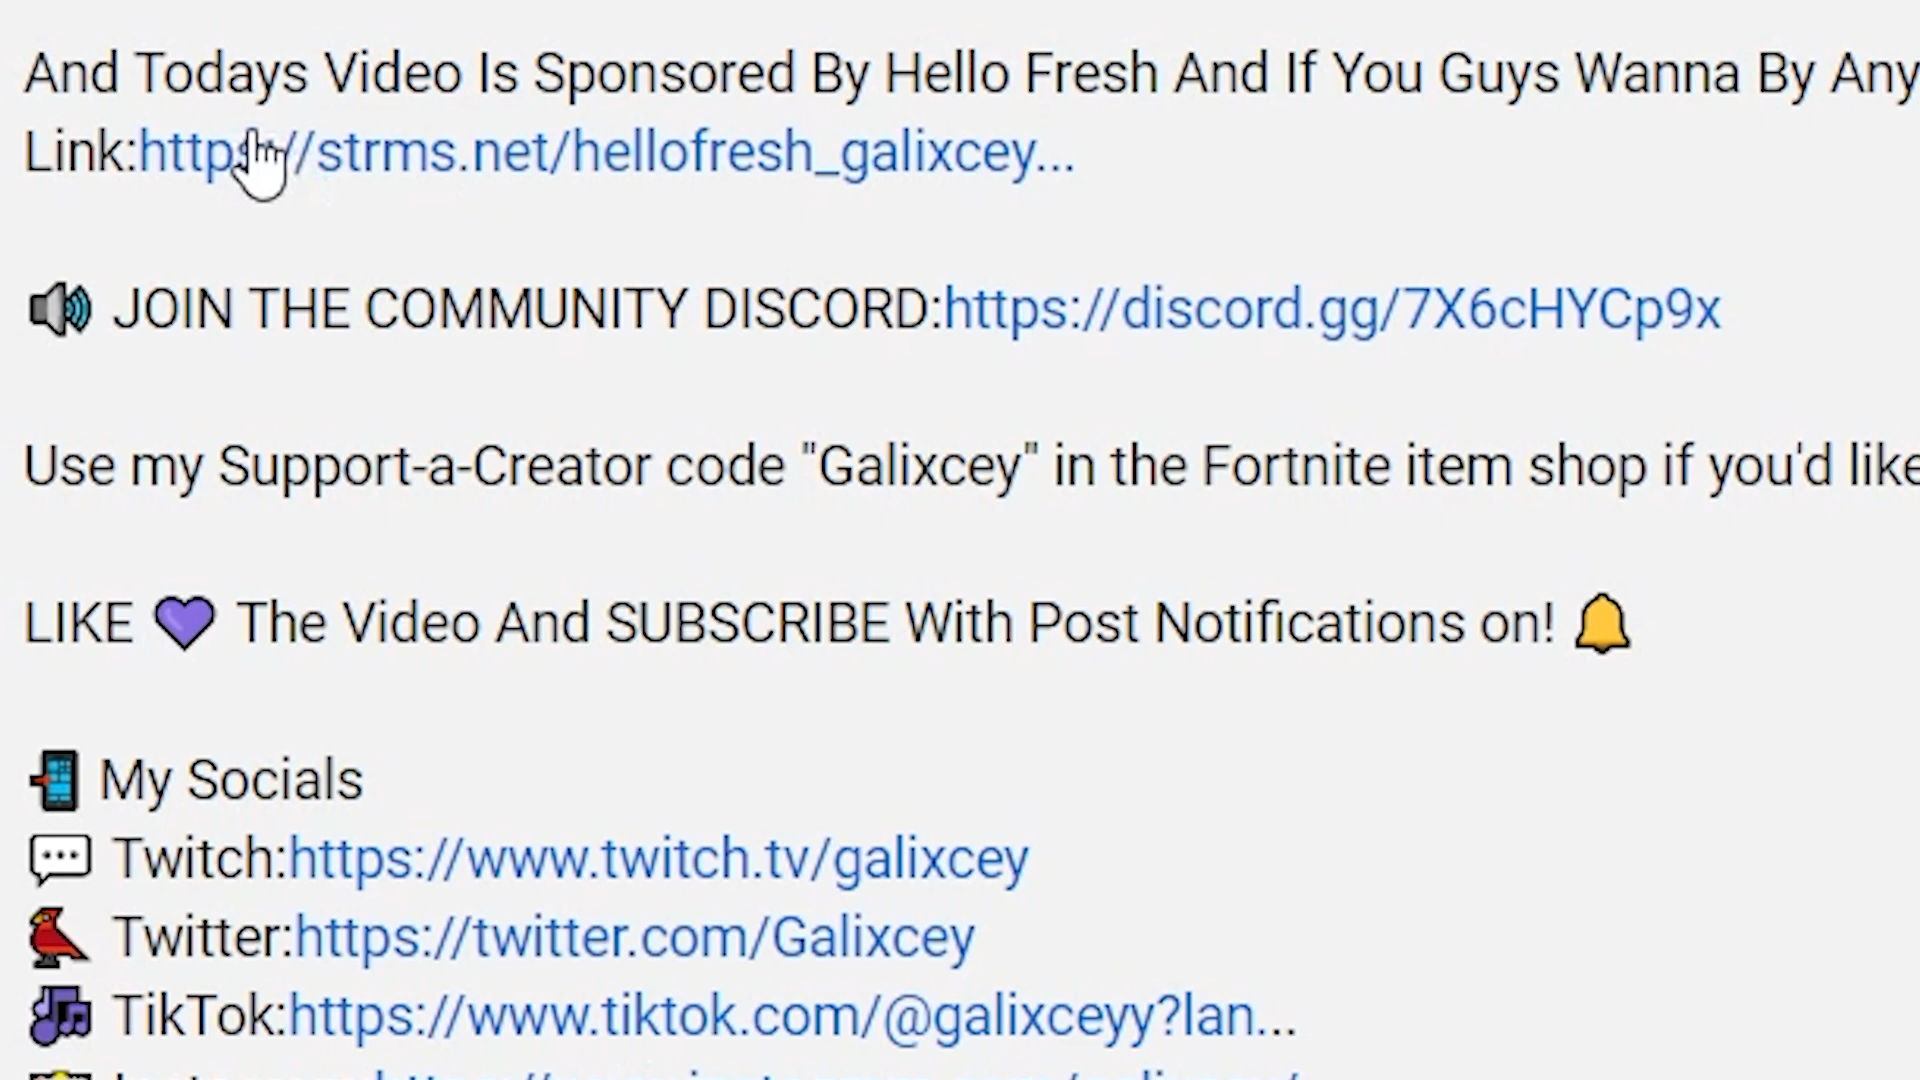 And Todays Video Is Sponsored By Hello Fresh And If You Guys Wanna By Any
Link:https://strms.net/hellofresh_galixcey...
JOIN THE COMMUNITY DISCORD:https://discord.gg/7X6cHYCp9x
Use my Support-a-Creator code "Galixcey" in the Fortnite item shop if you'd like
LIKE 💜 The Video And SUBSCRIBE With Post Notifications on! 🔔
My Socials
Twitch:https://www.twitch.tv/galixcey
Twitter:https://twitter.com/Galixcey
TikTok:https://www.tiktok.com/@galixceyy?lan...